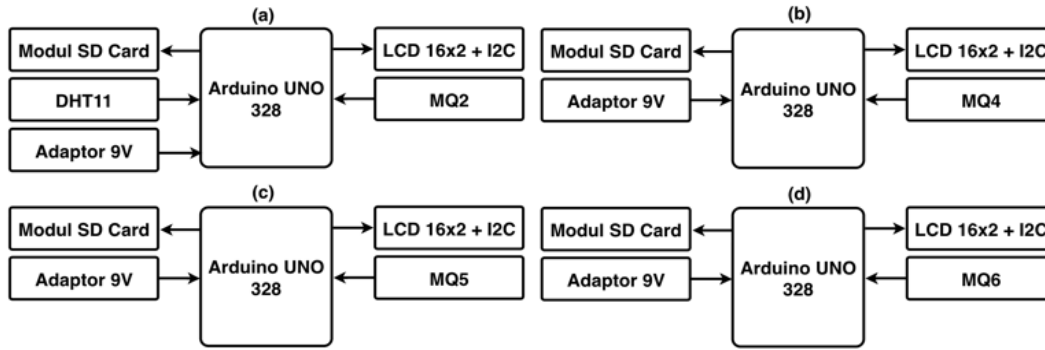 (a)
Modul SD Card
DHT11
Adaptor 9V
Arduino UNO
328
LCD 16x2 + I2C
MQ2
(b)
Modul SD Card
Adaptor 9V
Arduino UNO
328
LCD 16x2 + I2C
MQ4
(c)
Modul SD Card
Adaptor 9V
Arduino UNO
328
LCD 16x2 + I2C
MQ5
(d)
Modul SD Card
Adaptor 9V
Arduino UNO
328
LCD 16x2 + I2C
MQ6